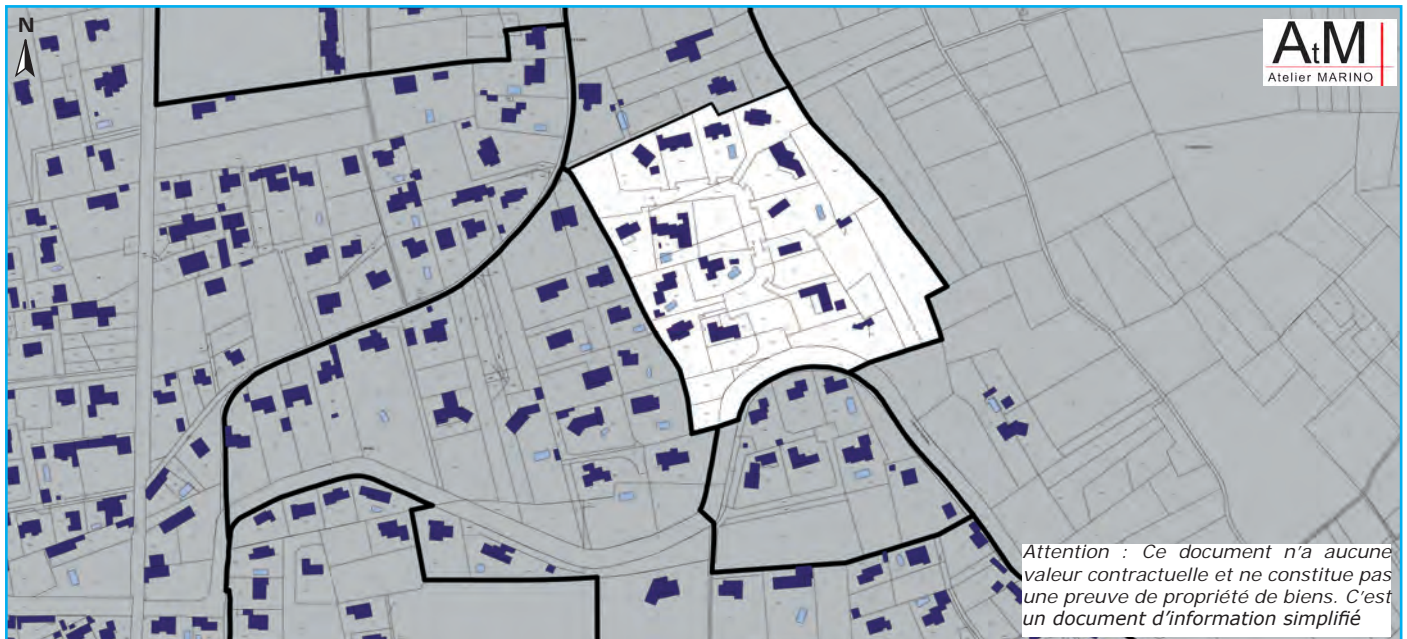 N
AtM
Atelier MARINO
Attention : Ce document n'a aucune
valeur contractuelle et ne constitue pas
une preuve de propriété de biens. C'est
un document d'information simplifié